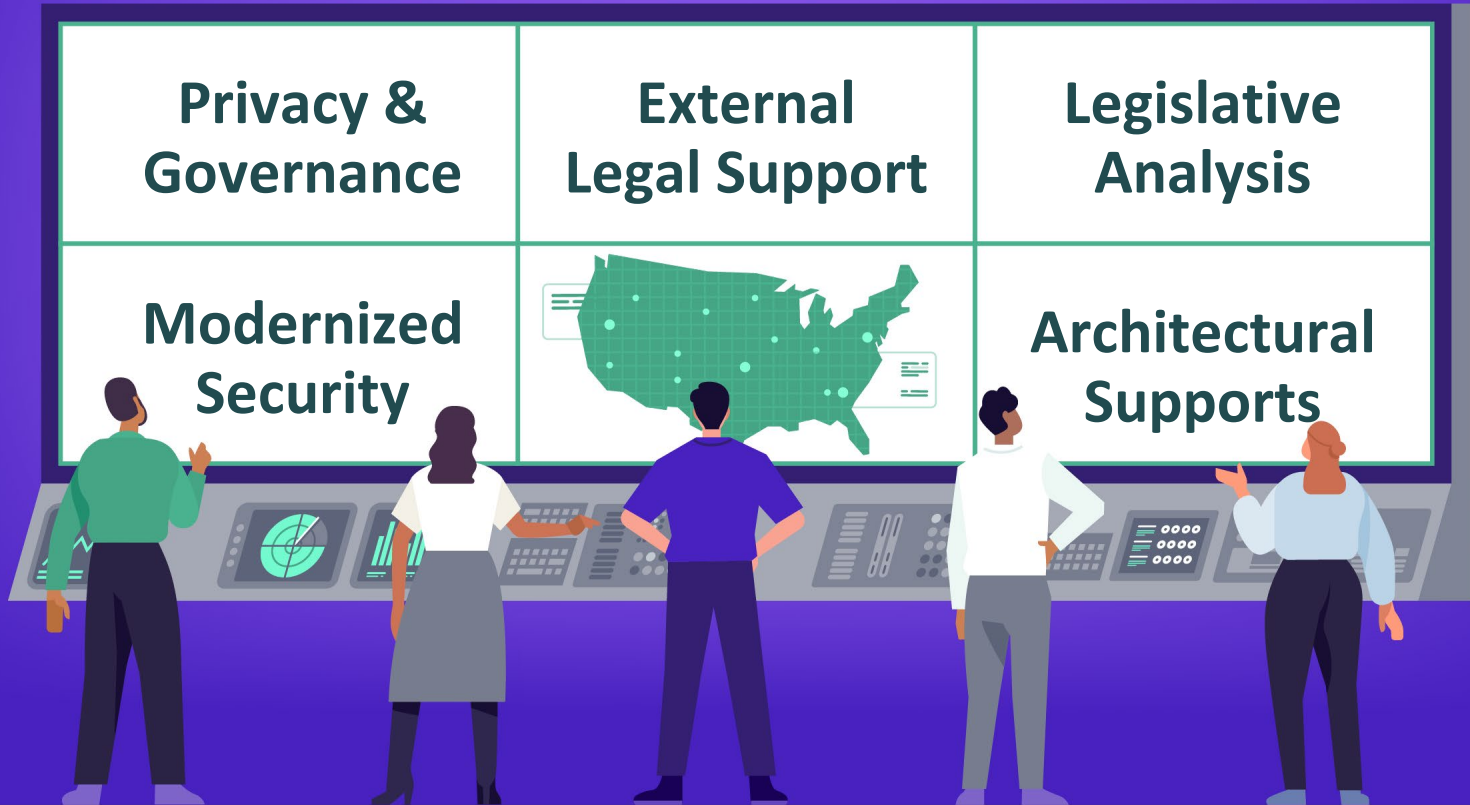 Privacy &
Governance
External
Legal Support
Legislative
Analysis
Modernized
Security
Architectural
Supports